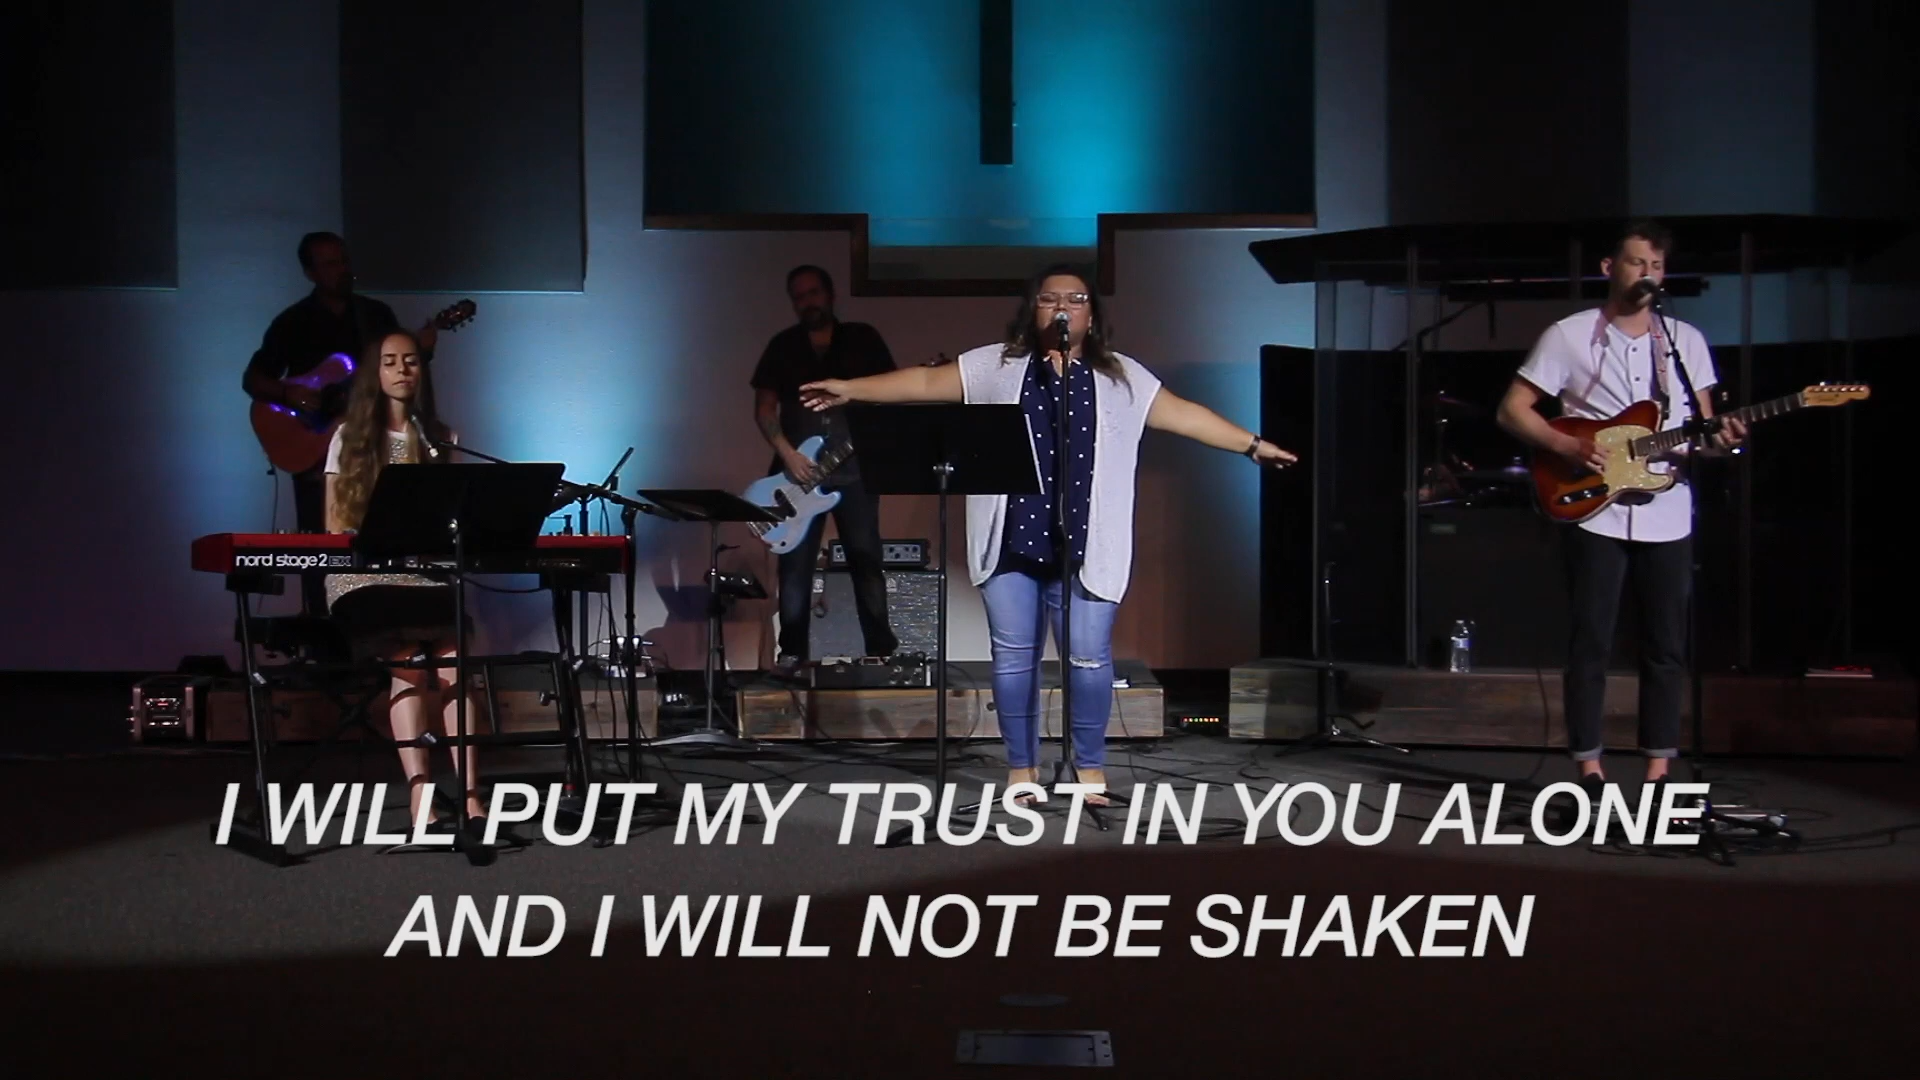 nord stage 2 EX
I WILL PUT MY TRUST IN YOU ALONE
AND I WILL NOT BE SHAKEN